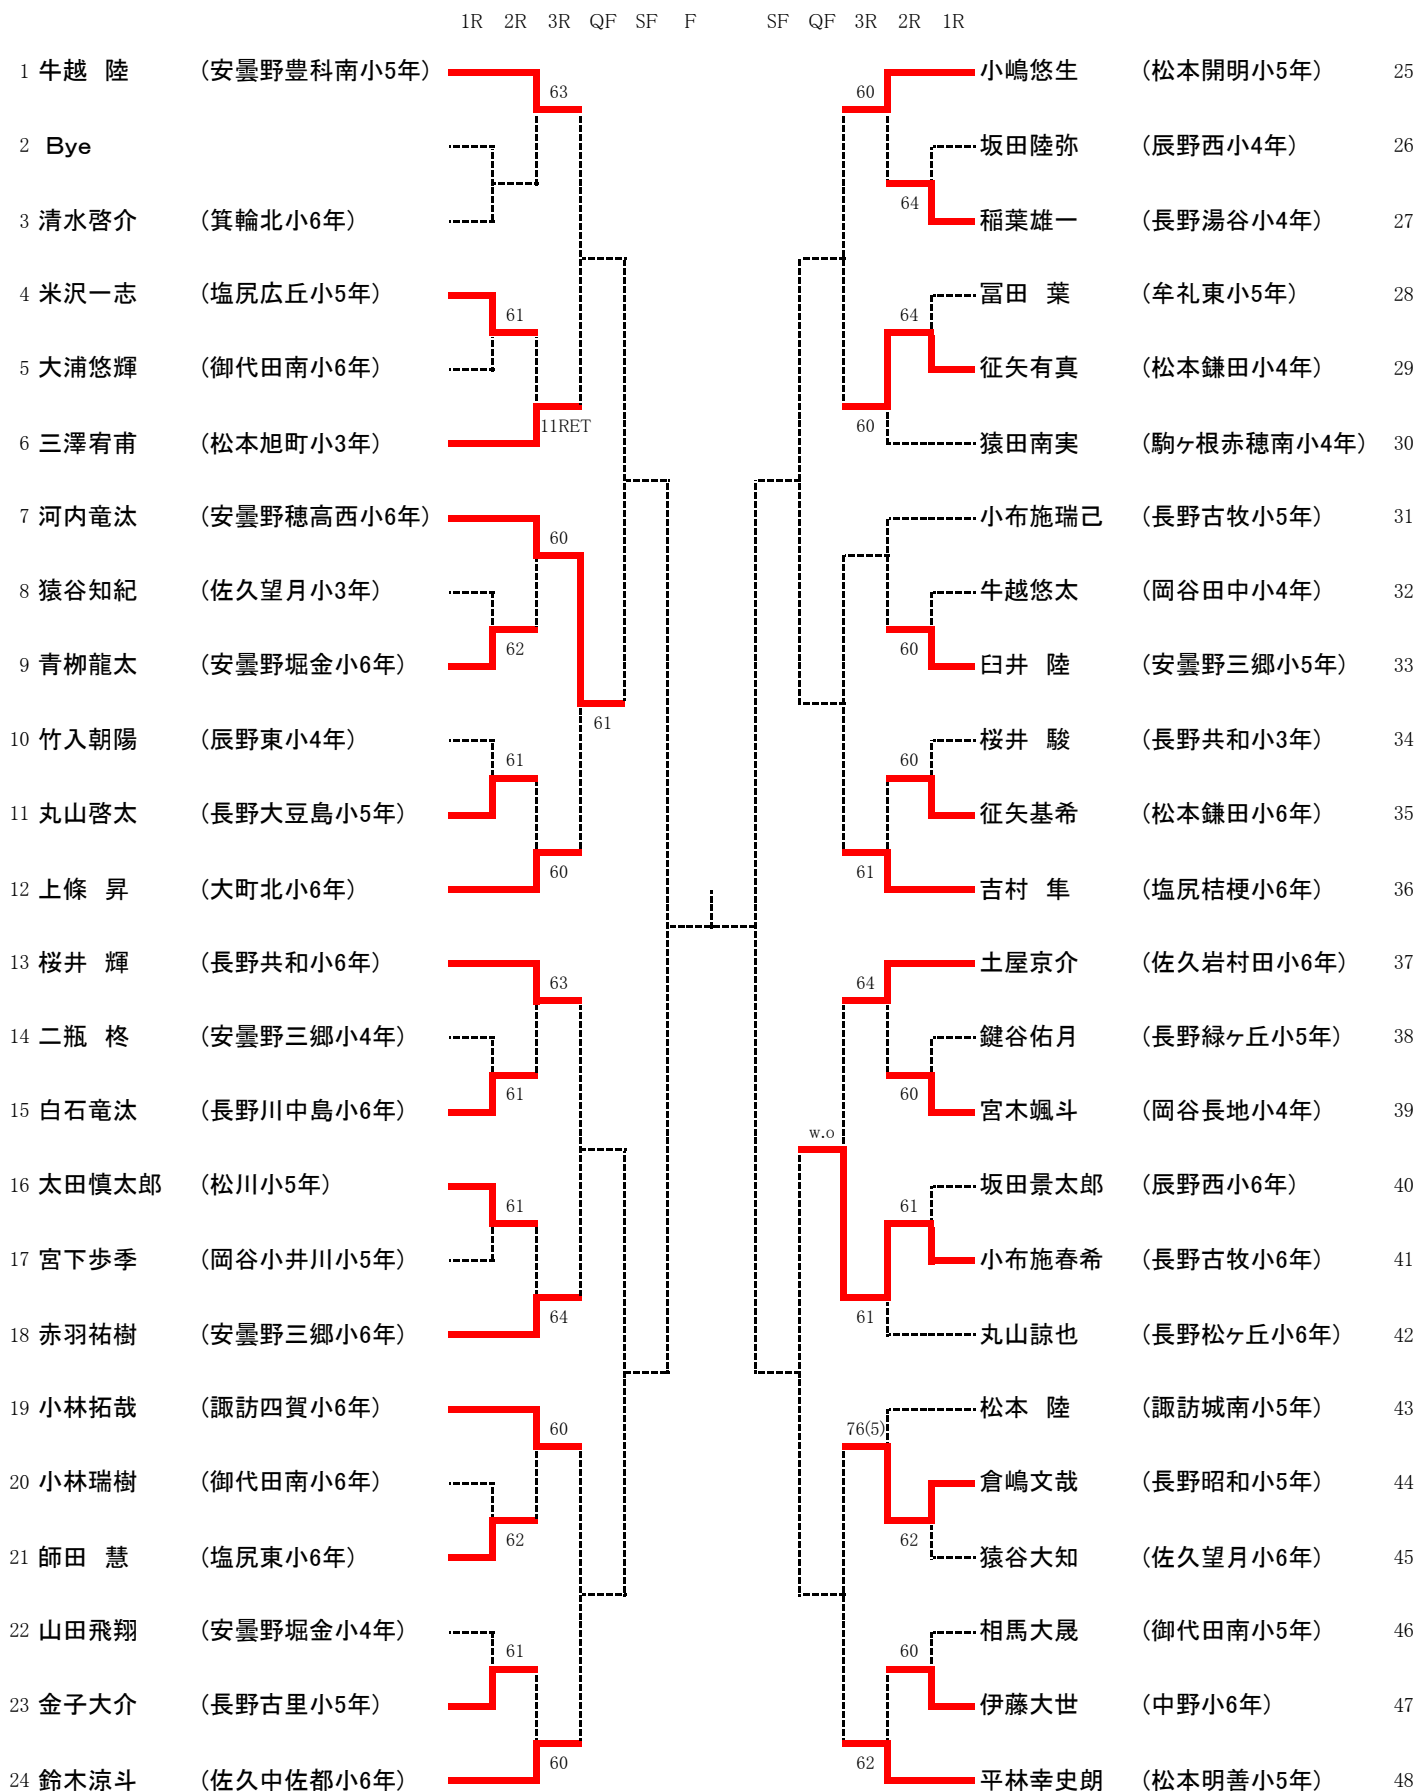 1R 2R 3R QF SF F SF QF 3R 2R 1R
1 牛越 陸 (安曇野豊科南小5年) 小嶋悠生 (松本開明小5年) 25
63 60
2 Bye 坂田陸弥 (辰野西小4年) 26
64
3 清水啓介 (箕輪北小6年) 稲葉雄一 (長野湯谷小4年) 27
4 米沢一志 (塩尻広丘小5年) 冨田 葉 (牟礼東小5年) 28
61 64
5 大浦悠輝 (御代田南小6年) 征矢有真 (松本鎌田小4年) 29
11RET 60
6 三澤宥甫 (松本旭町小3年) 猿田南実 (駒ヶ根赤穂南小4年) 30
7 河内竜汰 (安曇野穂高西小6年) 小布施瑞己 (長野古牧小5年) 31
60
8 猿谷知紀 (佐久望月小3年) 牛越悠太 (岡谷田中小4年) 32
62 60
9 青栁龍太 (安曇野堀金小6年) 臼井 陸 (安曇野三郷小5年) 33
61
10 竹入朝陽 (辰野東小4年) 桜井 駿 (長野共和小3年) 34
61 60
11 丸山啓太 (長野大豆島小5年) 征矢基希 (松本鎌田小6年) 35
60 61
12 上條 昇 (大町北小6年) 吉村 隼 (塩尻桔梗小6年) 36
13 桜井 輝 (長野共和小6年) 土屋京介 (佐久岩村田小6年) 37
63 64
14 二瓶 柊 (安曇野三郷小4年) 鍵谷佑月 (長野緑ヶ丘小5年) 38
61 60
15 白石竜汰 (長野川中島小6年) 宮木颯斗 (岡谷長地小4年) 39
w.o
16 太田慎太郎 (松川小5年) 坂田景太郎 (辰野西小6年) 40
61 61
17 宮下歩季 (岡谷小井川小5年) 小布施春希 (長野古牧小6年) 41
64 61
18 赤羽祐樹 (安曇野三郷小6年) 丸山諒也 (長野松ヶ丘小6年) 42
19 小林拓哉 (諏訪四賀小6年) 松本 陸 (諏訪城南小5年) 43
60 76(5)
20 小林瑞樹 (御代田南小6年) 倉嶋文哉 (長野昭和小5年) 44
62 62
21 師田 慧 (塩尻東小6年) 猿谷大知 (佐久望月小6年) 45
22 山田飛翔 (安曇野堀金小4年) 相馬大晟 (御代田南小5年) 46
61 60
23 金子大介 (長野古里小5年) 伊藤大世 (中野小6年) 47
60 62
24 鈴木涼斗 (佐久中佐都小6年) 平林幸史朗 (松本明善小5年) 48